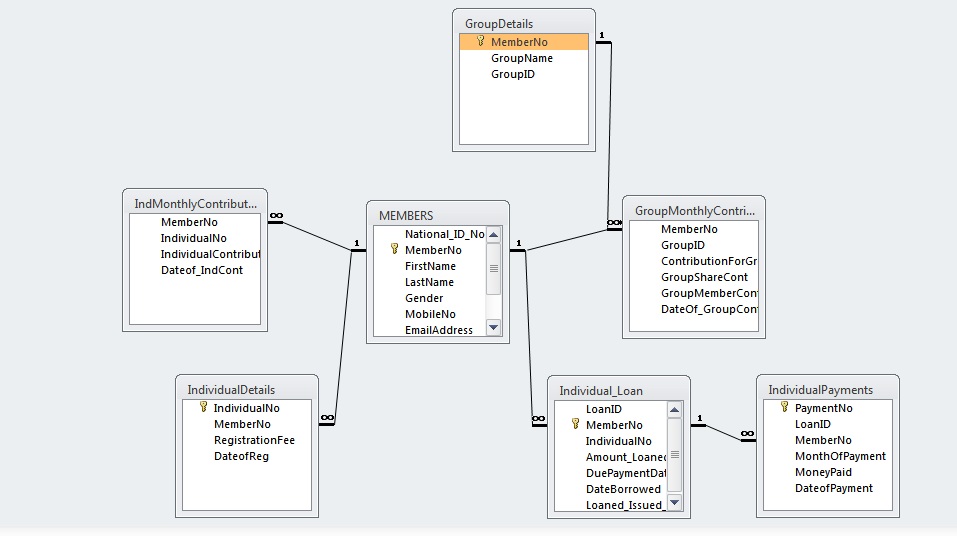 GroupDetails
MemberNo
GroupName
GroupID
1
IndMonthlyContribut...
MemberNo
IndividualNo
IndividualContribut
Dateof_IndCont
∞
MEMBERS
National_ID_No
MemberNo
FirstName
LastName
Gender
MobileNo
EmailAddress
1
1
GroupMonthlyContri...
MemberNo
GroupID
ContributionForGr
GroupShareCont
GroupMemberCon
DateOf_GroupCon
∞
IndividualDetails
IndividualNo
MemberNo
RegistrationFee
DateofReg
∞
Individual_Loan
LoanID
MemberNo
IndividualNo
Amount_Loaned
DuePaymentDat
DateBorrowed
Loaned_Issued_
∞
1
IndividualPayments
PaymentNo
LoanID
MemberNo
MonthOfPayment
MoneyPaid
DateofPayment
∞